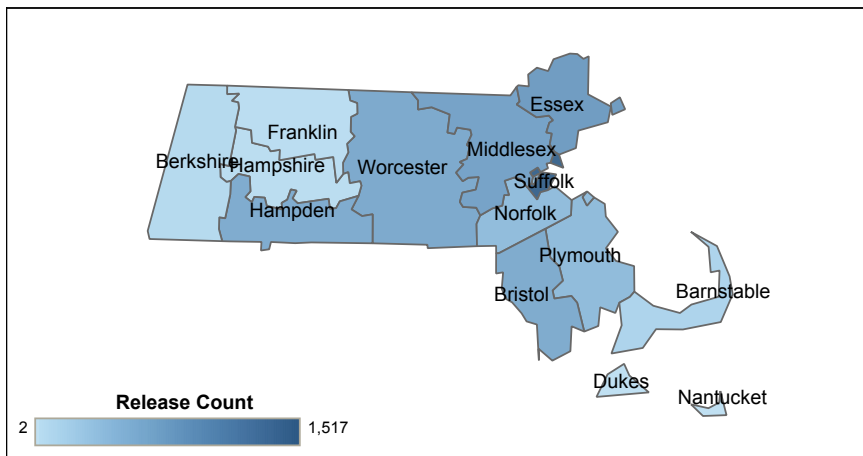 Essex
Franklin
Middlesex
Berkshire
Hampshire
Worcester
Suffolk
Hampden
Norfolk
Plymouth
Bristol
Barnstable
Dukes
Nantucket
Release Count
2
1,517